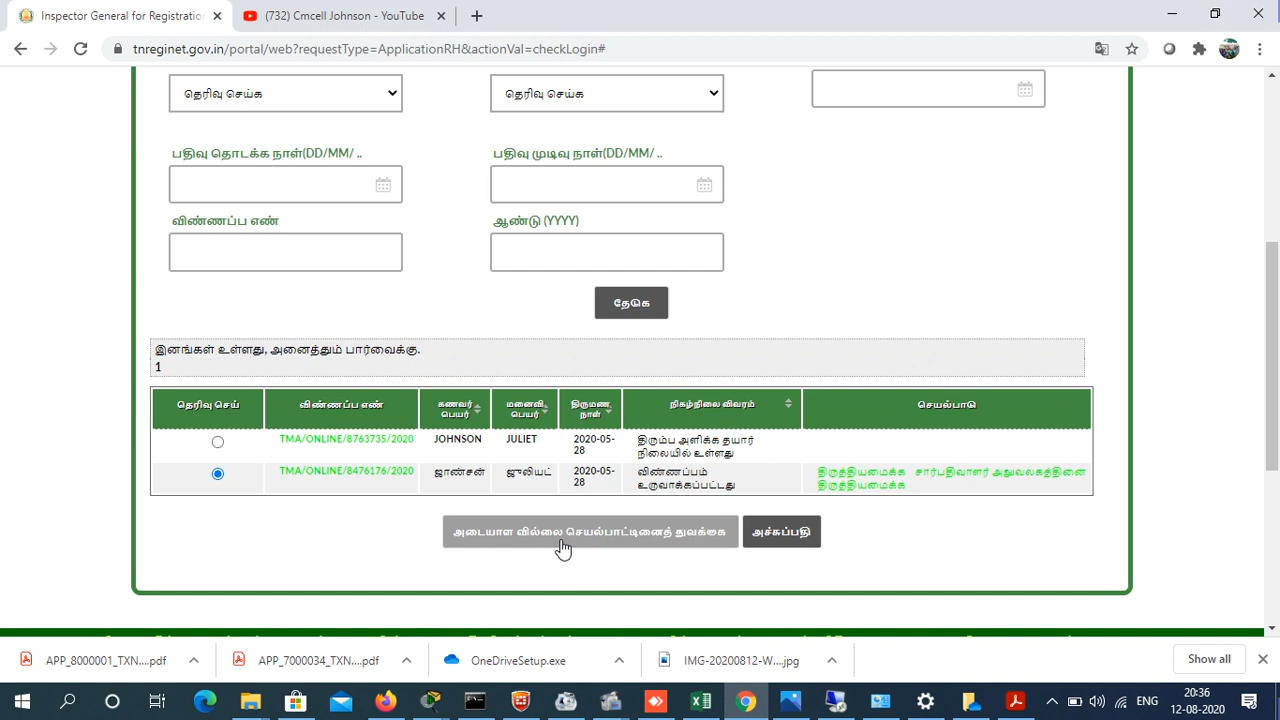 Inspector General for Registration
(732) Cmcell Johnson - YouTube
tnreginet.gov.in/portal/web?requestType=ApplicationRH&actionVal=checkLogin#
தெரிவு செய்க
தெரிவு செய்க
பதிவு தொடக்க நாள்(DD/MM/ ..
பதிவு முடிவு நாள்(DD/MM/ ..
விண்ணப்ப எண்
ஆண்டு (YYYY)
தேடுக
இனங்கள் உள்ளது, அனைத்தும் பார்வைக்கு.
1
தெரிவு செய்
விண்ணப்ப எண்
கணவர் பெயர்
மனைவி பெயர்
திருமண நாள்
நிகழ்நிலை விவரம்
செயல்பாடு
TMA/ONLINE/8763735/2020
JOHNSON
JULIET
2020-05-28
திரும்ப அளிக்க தயார் நிலையில் உள்ளது
TMA/ONLINE/8476176/2020
ஜாண்சன்
ஜுலியட்
2020-05-28
விண்ணப்பம் உருவாக்கப்பட்டது
திருத்தியமைக்க சார்பதிவாளர் அலுவலகத்தினை திருத்தியமைக்க
அடையாள வில்லை செயல்பாட்டினைத் துவக்குக
அச்சுப்பதி
APP_8000001_TXN....pdf
APP_7000034_TXN....pdf
OneDriveSetup.exe
IMG-20200812-W....jpg
Show all
ENG
20:36
12-08-2020